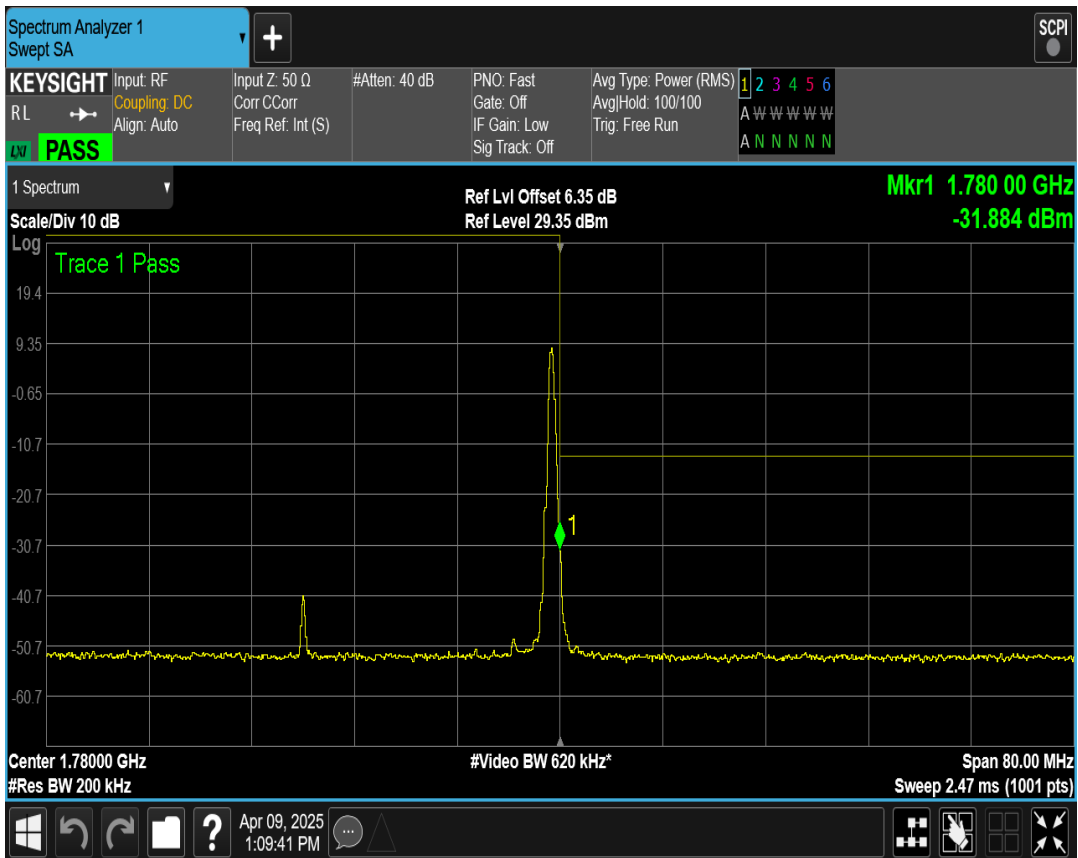 Spectrum Analyzer 1
Swept SA
SCPI
KEYSIGHT
RL
LXI PASS
Input: RF
Coupling: DC
Align: Auto
Input Z: 50 Ω
Corr CCorr
Freq Ref: Int (S)
#Atten: 40 dB
PNO: Fast
Gate: Off
IF Gain: Low
Sig Track: Off
Avg Type: Power (RMS)
Avg|Hold: 100/100
Trig: Free Run
1 2 3 4 5 6
A W W W W W
A N N N N N
1 Spectrum
Scale/Div 10 dB
Ref Lvl Offset 6.35 dB
Ref Level 29.35 dBm
Mkr1 1.780 00 GHz
-31.884 dBm
Log
Trace 1 Pass
19.4
9.35
-0.65
-10.7
-20.7
1
-30.7
-40.7
-50.7
-60.7
Center 1.78000 GHz
#Res BW 200 kHz
#Video BW 620 kHz*
Span 80.00 MHz
Sweep 2.47 ms (1001 pts)
?
Apr 09, 2025
1:09:41 PM